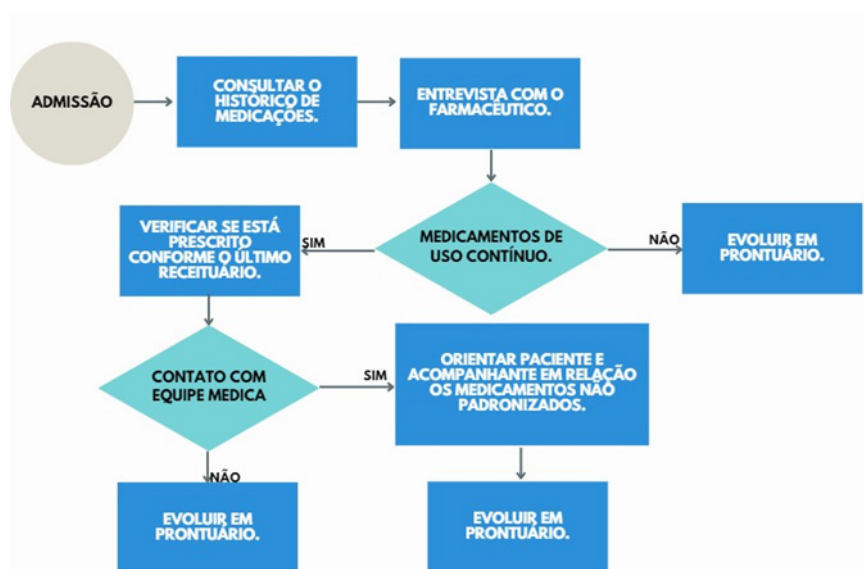 ADMISSÃO
CONSULTAR O
HISTÓRICO DE
MEDICAÇÕES.
ENTREVISTA COM O
FARMACÊUTICO.
MEDICAMENTOS DE
USO CONTÍNUO.
NÃO
EVOLUIR EM
PRONTUÁRIO.
SIM
VERIFICAR SE ESTÁ
PRESCRITO
CONFORME O ÚLTIMO
RECEITUÁRIO.
CONTATO COM
EQUIPE MEDICA
SIM
ORIENTAR PACIENTE E
ACOMPANHANTE EM RELAÇÃO
OS MEDICAMENTOS NÃO
PADRONIZADOS.
NÃO
EVOLUIR EM
PRONTUÁRIO.
EVOLUIR EM
PRONTUÁRIO.